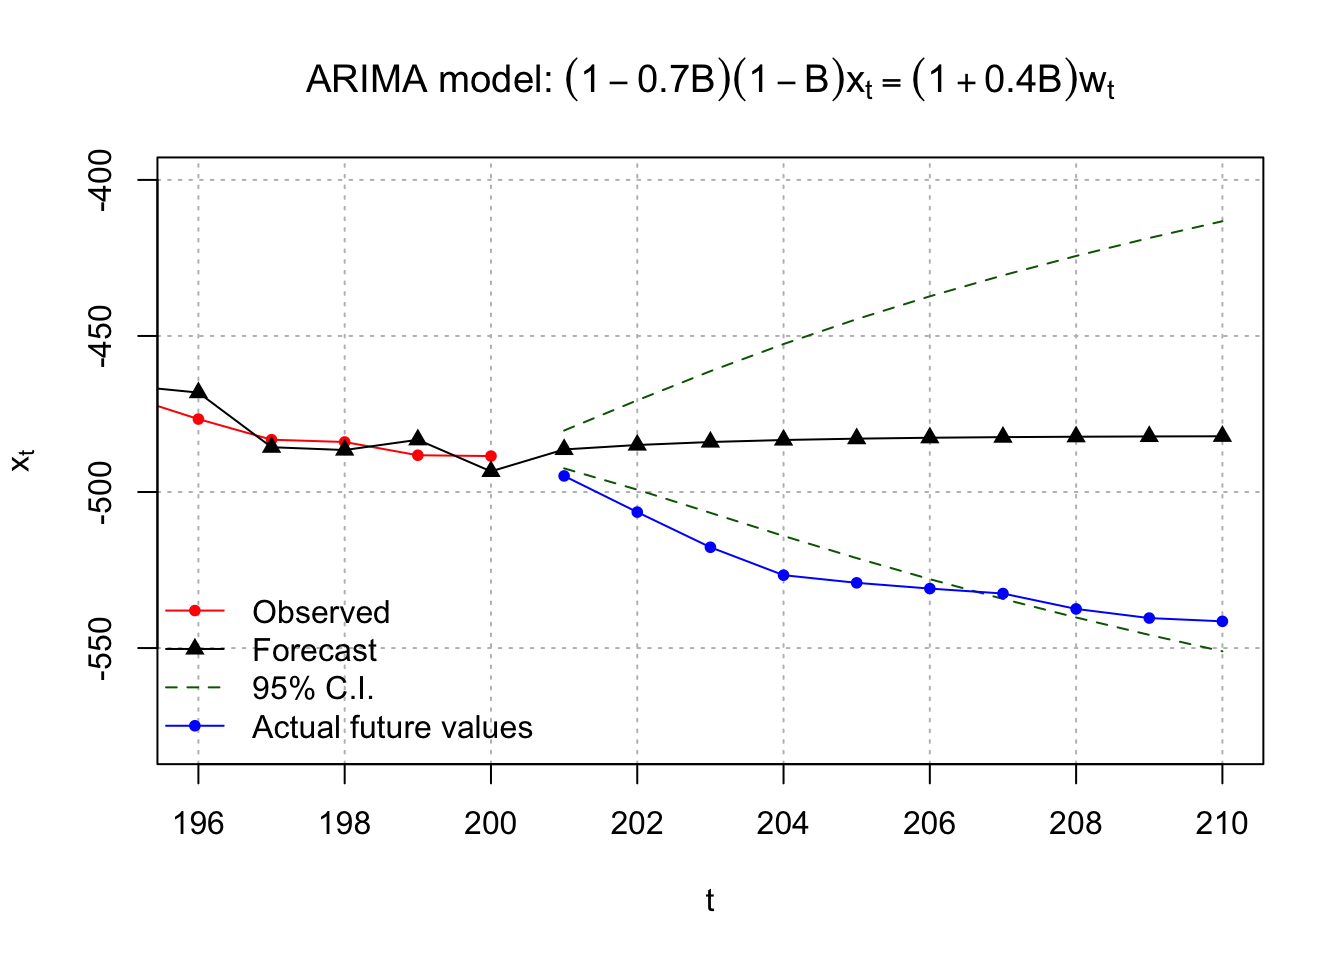 ARIMA model: (1 − 0.7B)(1 − B)xₜ = (1 + 0.4B)wₜ
-400
-450
-500
-550
xₜ
Observed
Forecast
95% C.I.
Actual future values
196 198 200 202 204 206 208 210
t